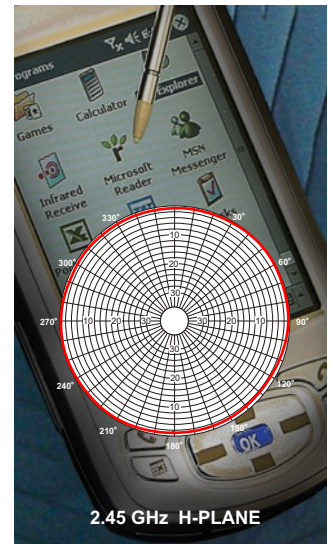 Programs
Games
Calculator
Explorer
Infrared
Receive
Microsoft
Reader
MSN
Messenger
330°
30°
300°
60°
270°
90°
240°
120°
210°
150°
180°
10
20
30
10
20
30
30
20
10
30
20
10
OK
2.45 GHz H-PLANE